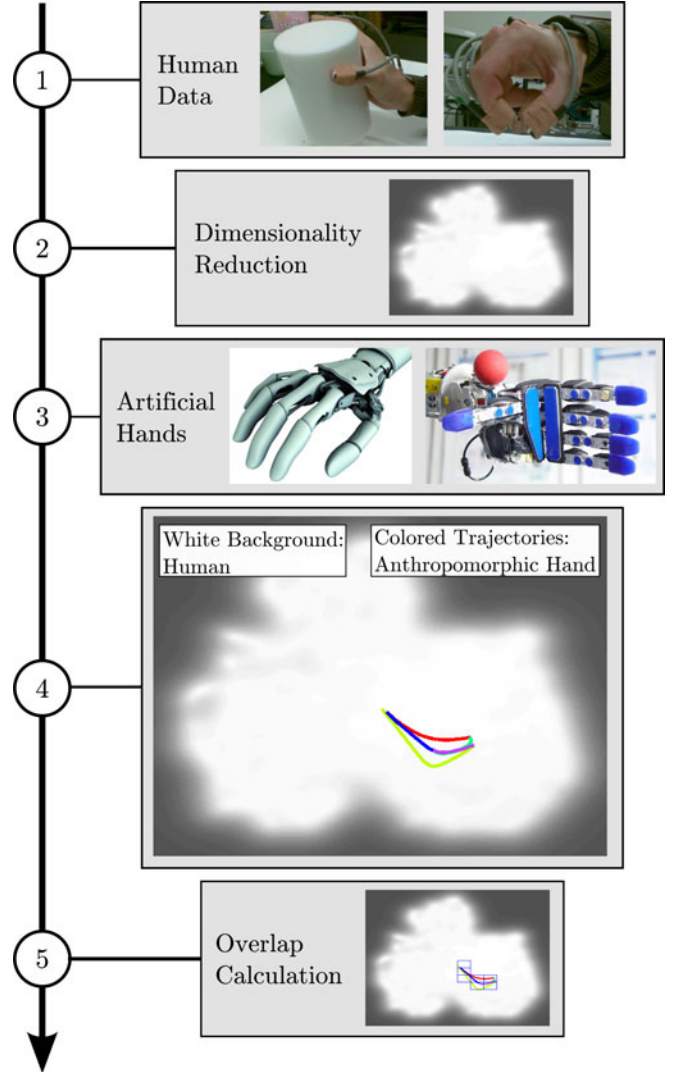 1
Human
Data
2
Dimensionality
Reduction
3
Artificial
Hands
White Background:
Human
Colored Trajectories:
Anthropomorphic Hand
4
5
Overlap
Calculation